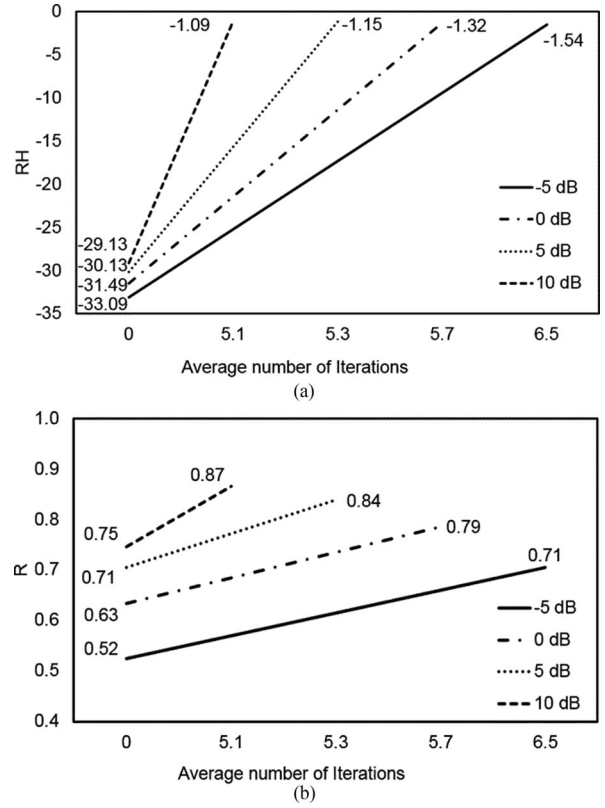 0
-5
-10
-15
-20
-25
-30
-35
RH
-1.09
-1.15
-1.32
-1.54
-29.13
-30.13
-31.49
-33.09
-5 dB
0 dB
5 dB
10 dB
0 5.1 5.3 5.7 6.5
Average number of Iterations
(a)
1.0
0.9
0.8
0.7
0.6
0.5
0.4
R
0.87
0.84
0.79
0.71
0.75
0.71
0.63
0.52
-5 dB
0 dB
5 dB
10 dB
0 5.1 5.3 5.7 6.5
Average number of Iterations
(b)